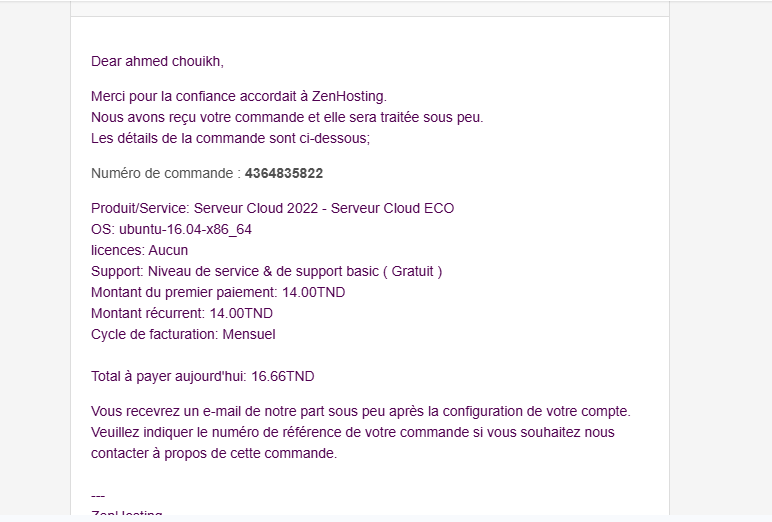 Dear ahmed chouikh,
Merci pour la confiance accordait à ZenHosting.
Nous avons reçu votre commande et elle sera traitée sous peu.
Les détails de la commande sont ci-dessous;
Numéro de commande : 4364835822
Produit/Service: Serveur Cloud 2022 - Serveur Cloud ECO
OS: ubuntu-16.04-x86_64
licences: Aucun
Support: Niveau de service & de support basic ( Gratuit )
Montant du premier paiement: 14.00TND
Montant récurrent: 14.00TND
Cycle de facturation: Mensuel
Total à payer aujourd'hui: 16.66TND
Vous recevrez un e-mail de notre part sous peu après la configuration de votre compte.
Veuillez indiquer le numéro de référence de votre commande si vous souhaitez nous
contacter à propos de cette commande.
---
ZenHosting